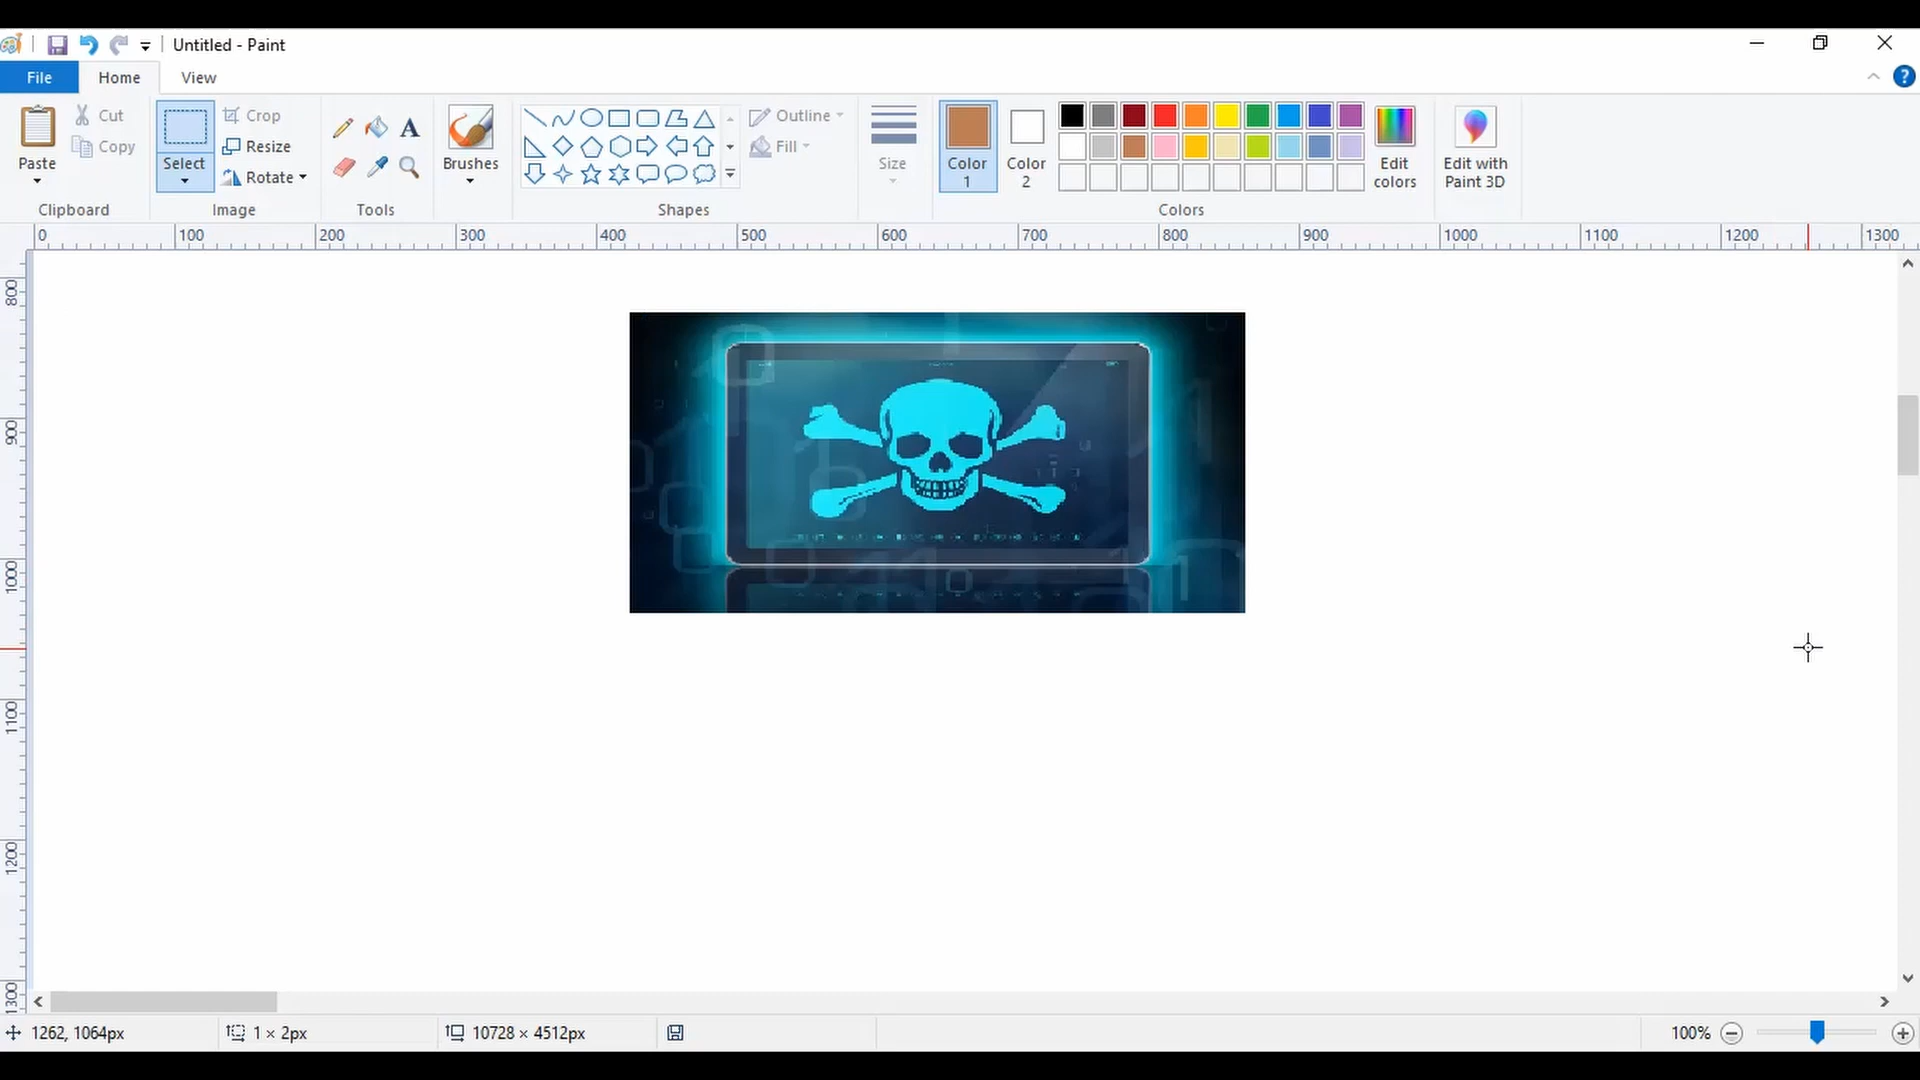 Untitled - Paint
File Home View
Paste
Cut
Copy
Clipboard
Select
Crop
Resize
Rotate
Image
Tools
Brushes
Shapes
Outline
Fill
Size
Color 1
Color 2
Colors
Edit colors
Edit with Paint 3D
0 100 200 300 400 500 600 700 800 900 1000 1100 1200 1300
800
900
1000
1100
1200
1300
1262, 1064px
1 × 2px
10728 × 4512px
100%